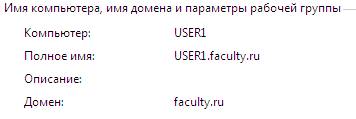 Имя компьютера, имя домена и параметры рабочей группы
Компьютер: USER1
Полное имя: USER1.faculty.ru
Описание:
Домен: faculty.ru